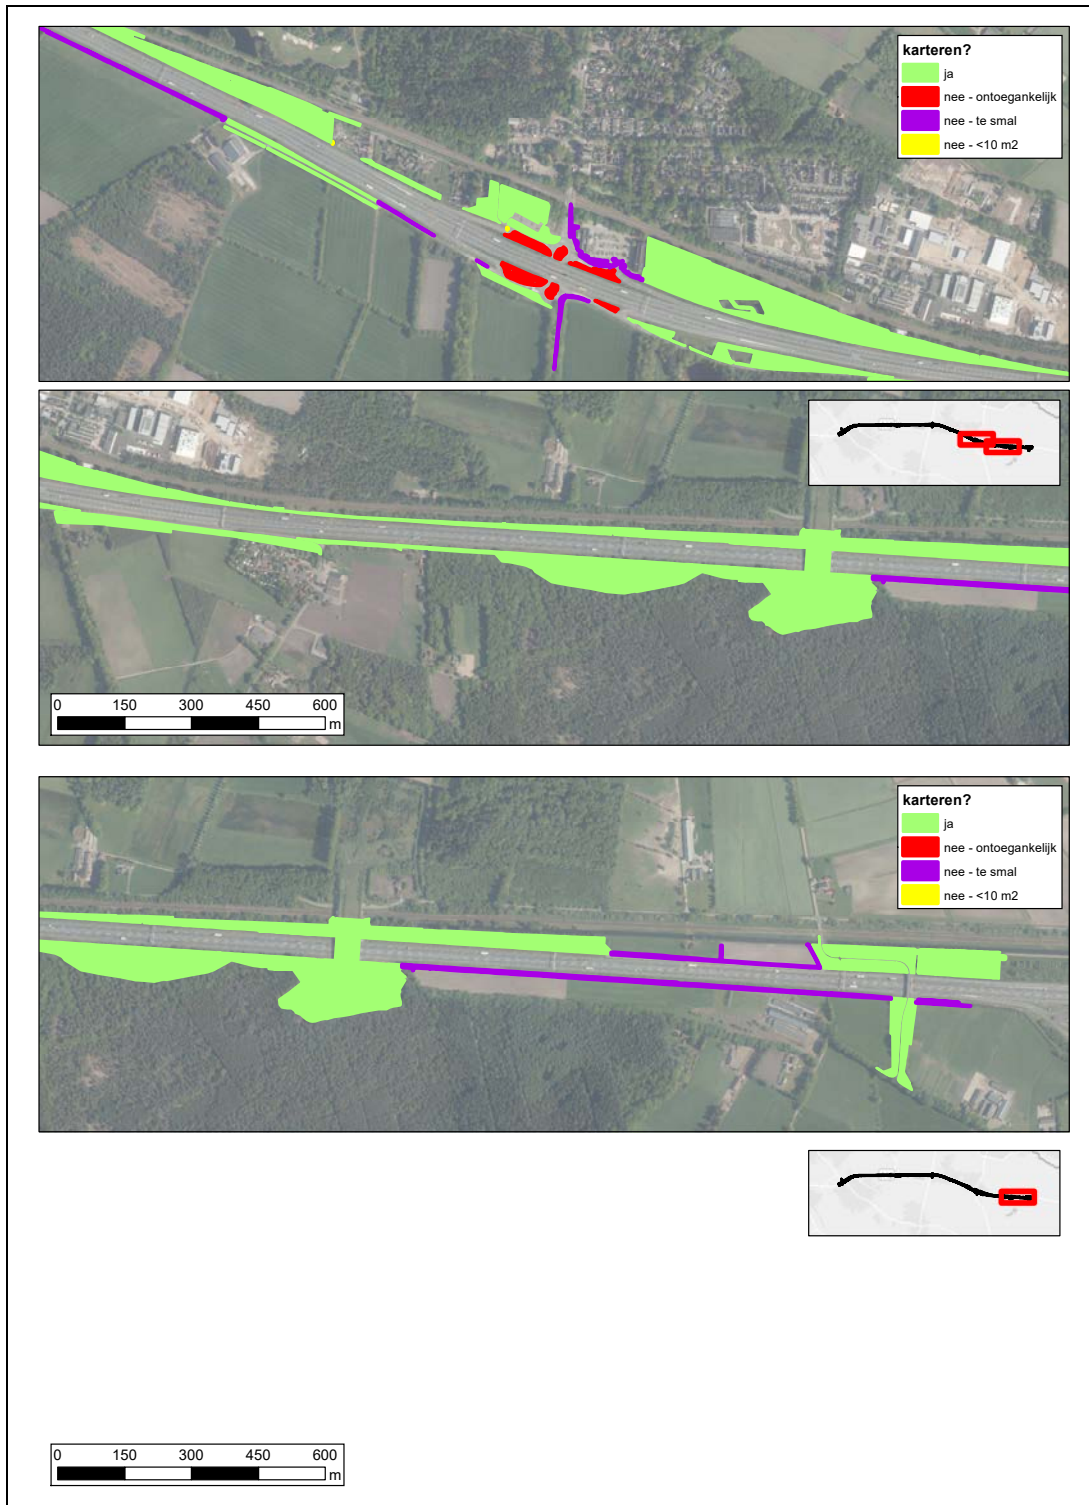 karteren?
ja
nee - ontoegankelijk
nee - te smal
nee - <10 m2
0 150 300 450 600
m
karteren?
ja
nee - ontoegankelijk
nee - te smal
nee - <10 m2
0 150 300 450 600
m